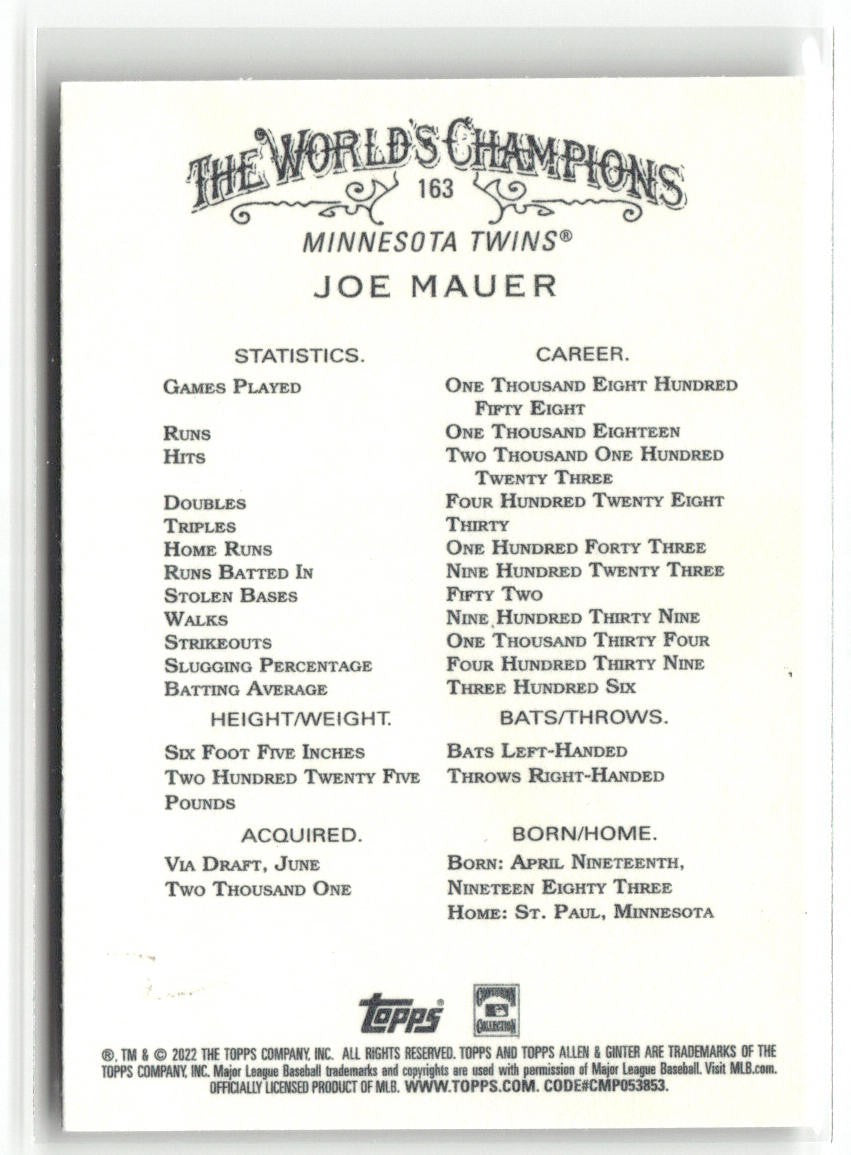 THE WORLD'S CHAMPIONS
163
MINNESOTA TWINS®
JOE MAUER
STATISTICS. CAREER.
GAMES PLAYED ONE THOUSAND EIGHT HUNDRED
FIFTY EIGHT
RUNS ONE THOUSAND EIGHTEEN
HITS TWO THOUSAND ONE HUNDRED
TWENTY THREE
DOUBLES FOUR HUNDRED TWENTY EIGHT
TRIPLES THIRTY
HOME RUNS ONE HUNDRED FORTY THREE
RUNS BATTED IN NINE HUNDRED TWENTY THREE
STOLEN BASES FIFTY TWO
WALKS NINE HUNDRED THIRTY NINE
STRIKEOUTS ONE THOUSAND THIRTY FOUR
SLUGGING PERCENTAGE FOUR HUNDRED THIRTY NINE
BATTING AVERAGE THREE HUNDRED SIX
HEIGHT/WEIGHT. BATS/THROWS.
SIX FOOT FIVE INCHES BATS LEFT-HANDED
TWO HUNDRED TWENTY FIVE THROWS RIGHT-HANDED
POUNDS
ACQUIRED. BORN/HOME.
VIA DRAFT, JUNE BORN: APRIL NINETEENTH,
TWO THOUSAND ONE NINETEEN EIGHTY THREE
HOME: ST. PAUL, MINNESOTA
TOPPS® COOPERSTOWN
COLLECTION
®, TM & © 2022 THE TOPPS COMPANY, INC. ALL RIGHTS RESERVED. TOPPS AND TOPPS ALLEN & GINTER ARE TRADEMARKS OF THE
TOPPS COMPANY, INC. Major League Baseball trademarks and copyrights are used with permission of Major League Baseball. Visit MLB.com.
OFFICIALLY LICENSED PRODUCT OF MLB. WWW.TOPPS.COM. CODE#CMP053853.